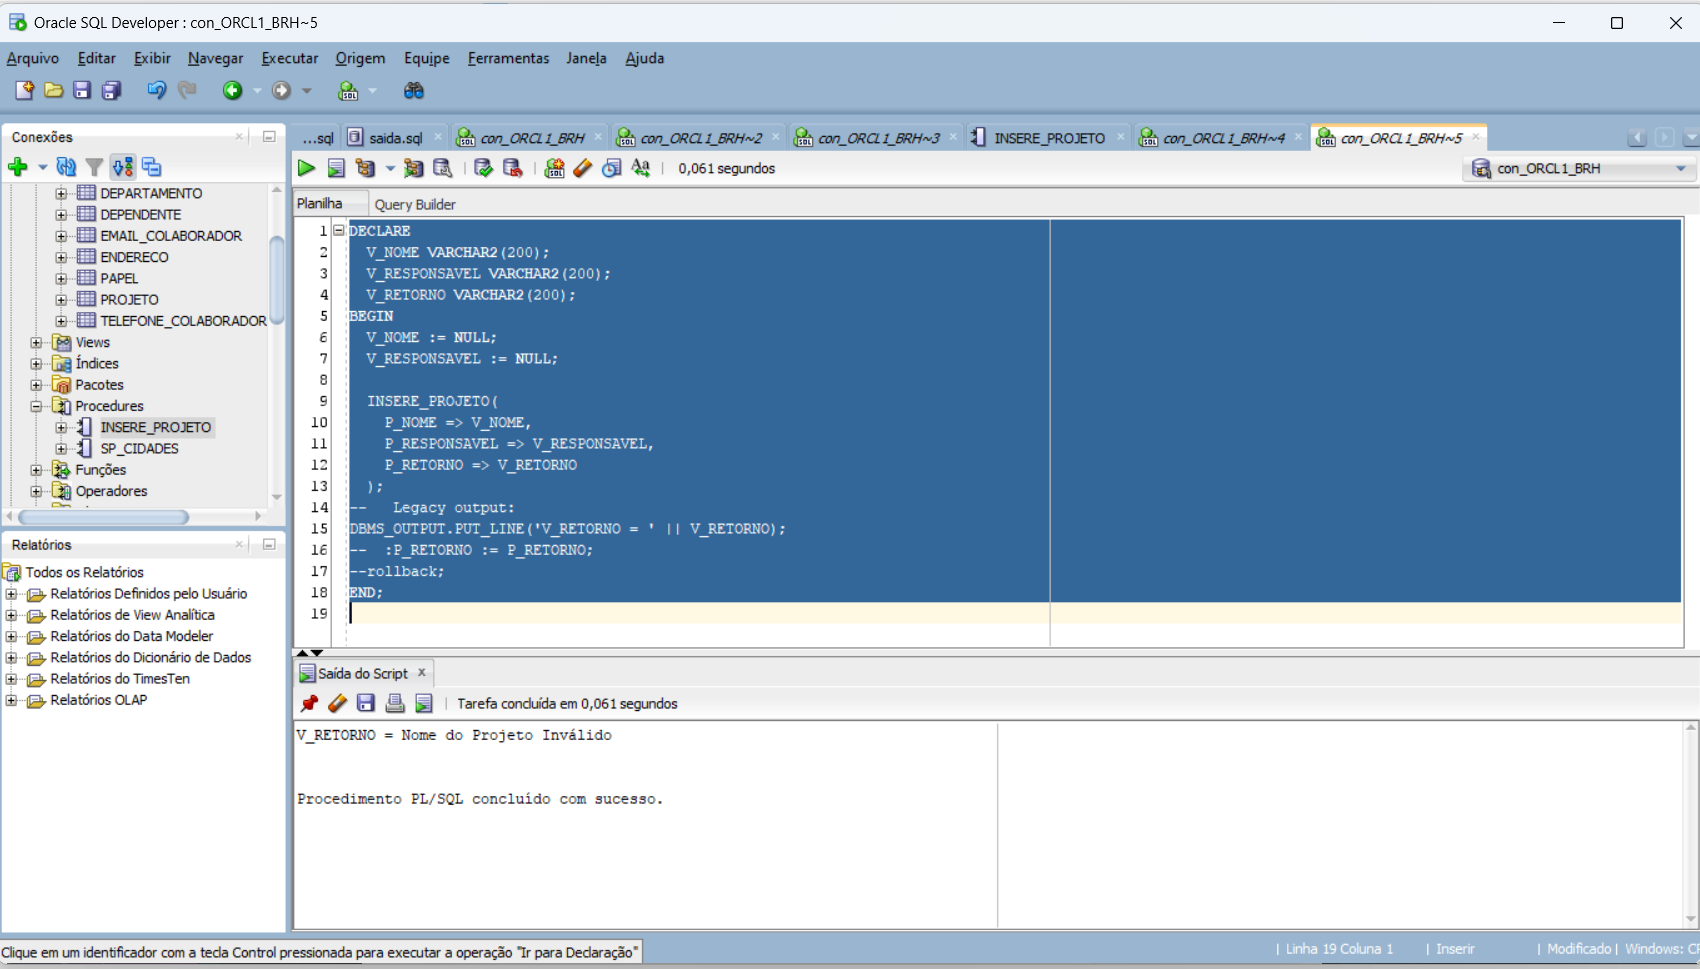 Oracle SQL Developer : con_ORCL1_BRH~5
Arquivo Editar Exibir Navegar Executar Origem Equipe Ferramentas Janela Ajuda
Conexões
...sql saida.sql con_ORCL1_BRH con_ORCL1_BRH~2 con_ORCL1_BRH~3 INSERE_PROJETO con_ORCL1_BRH~4 con_ORCL1_BRH~5
0,061 segundos
con_ORCL1_BRH
DEPARTAMENTO
DEPENDENTE
EMAIL_COLABORADOR
ENDERECO
PAPEL
PROJETO
TELEFONE_COLABORADOR
Views
Índices
Pacotes
Procedures
INSERE_PROJETO
SP_CIDADES
Funções
Operadores
Relatórios
Todos os Relatórios
Relatórios Definidos pelo Usuário
Relatórios de View Analítica
Relatórios do Data Modeler
Relatórios do Dicionário de Dados
Relatórios do TimesTen
Relatórios OLAP
Planilha Query Builder
1 DECLARE
2 V_NOME VARCHAR2(200);
3 V_RESPONSAVEL VARCHAR2(200);
4 V_RETORNO VARCHAR2(200);
5 BEGIN
6 V_NOME := NULL;
7 V_RESPONSAVEL := NULL;
8
9 INSERE_PROJETO(
10 P_NOME => V_NOME,
11 P_RESPONSAVEL => V_RESPONSAVEL,
12 P_RETORNO => V_RETORNO
13 );
14 -- Legacy output:
15 DBMS_OUTPUT.PUT_LINE('V_RETORNO = ' || V_RETORNO);
16 -- :P_RETORNO := P_RETORNO;
17 --rollback;
18 END;
19
Saída do Script
Tarefa concluída em 0,061 segundos
V_RETORNO = Nome do Projeto Inválido
Procedimento PL/SQL concluído com sucesso.
Clique em um identificador com a tecla Control pressionada para executar a operação "Ir para Declaração"
| Linha 19 Coluna 1 | Inserir | Modificado | Windows: C